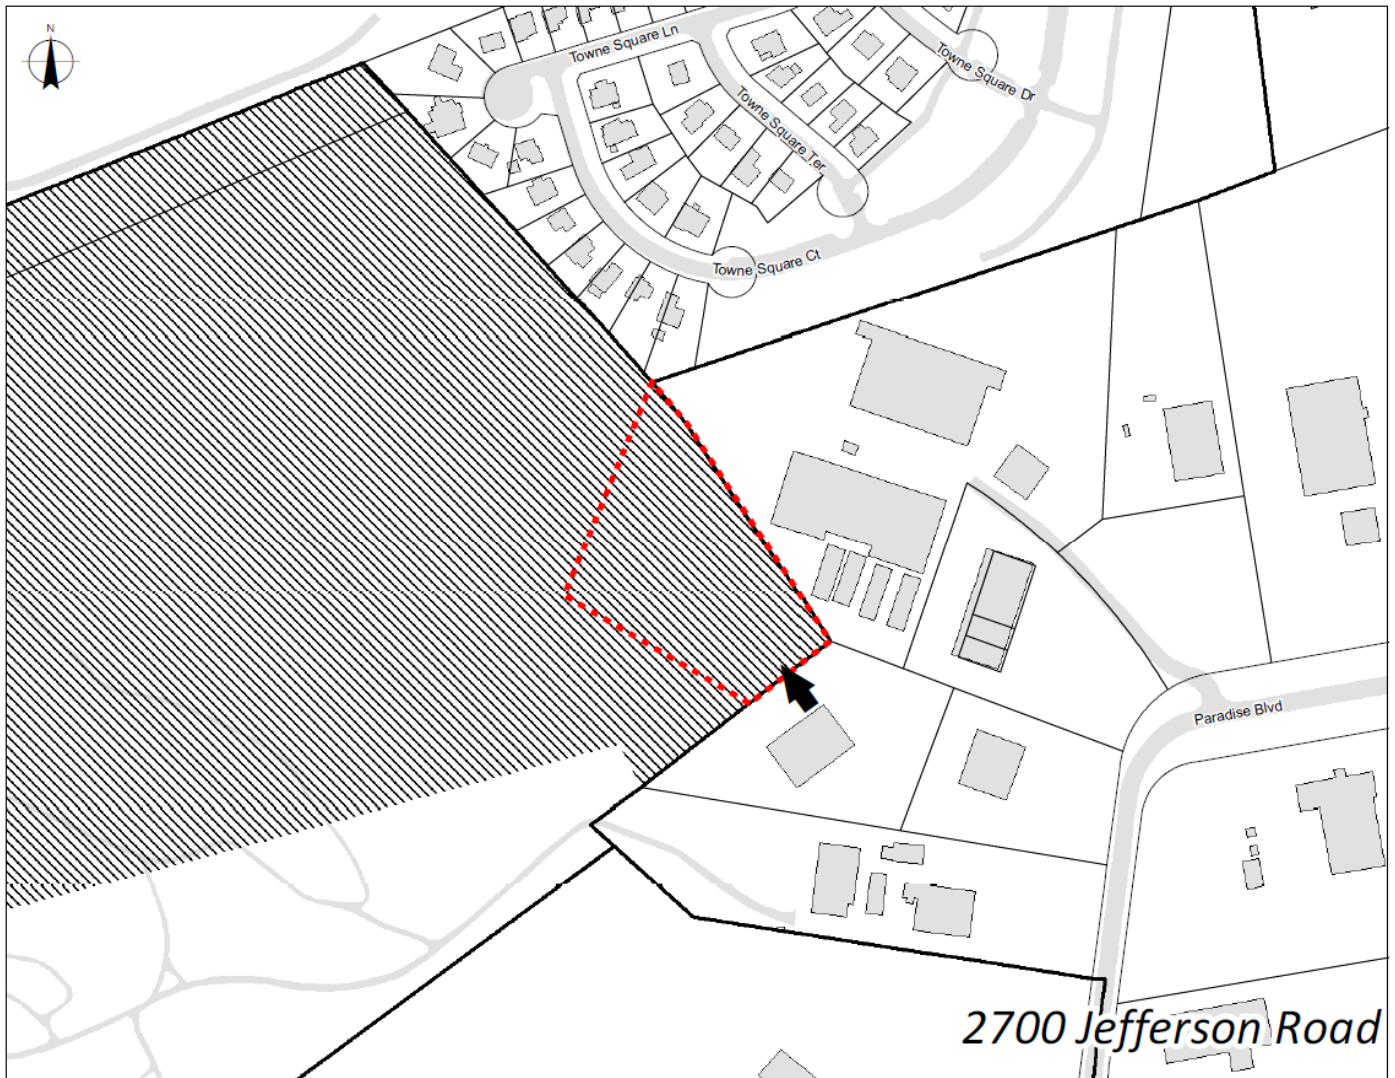 N
Towne Square Ln
Towne Square Dr
Towne Square Ter
Towne Square Ct
Paradise Blvd
2700 Jefferson Road